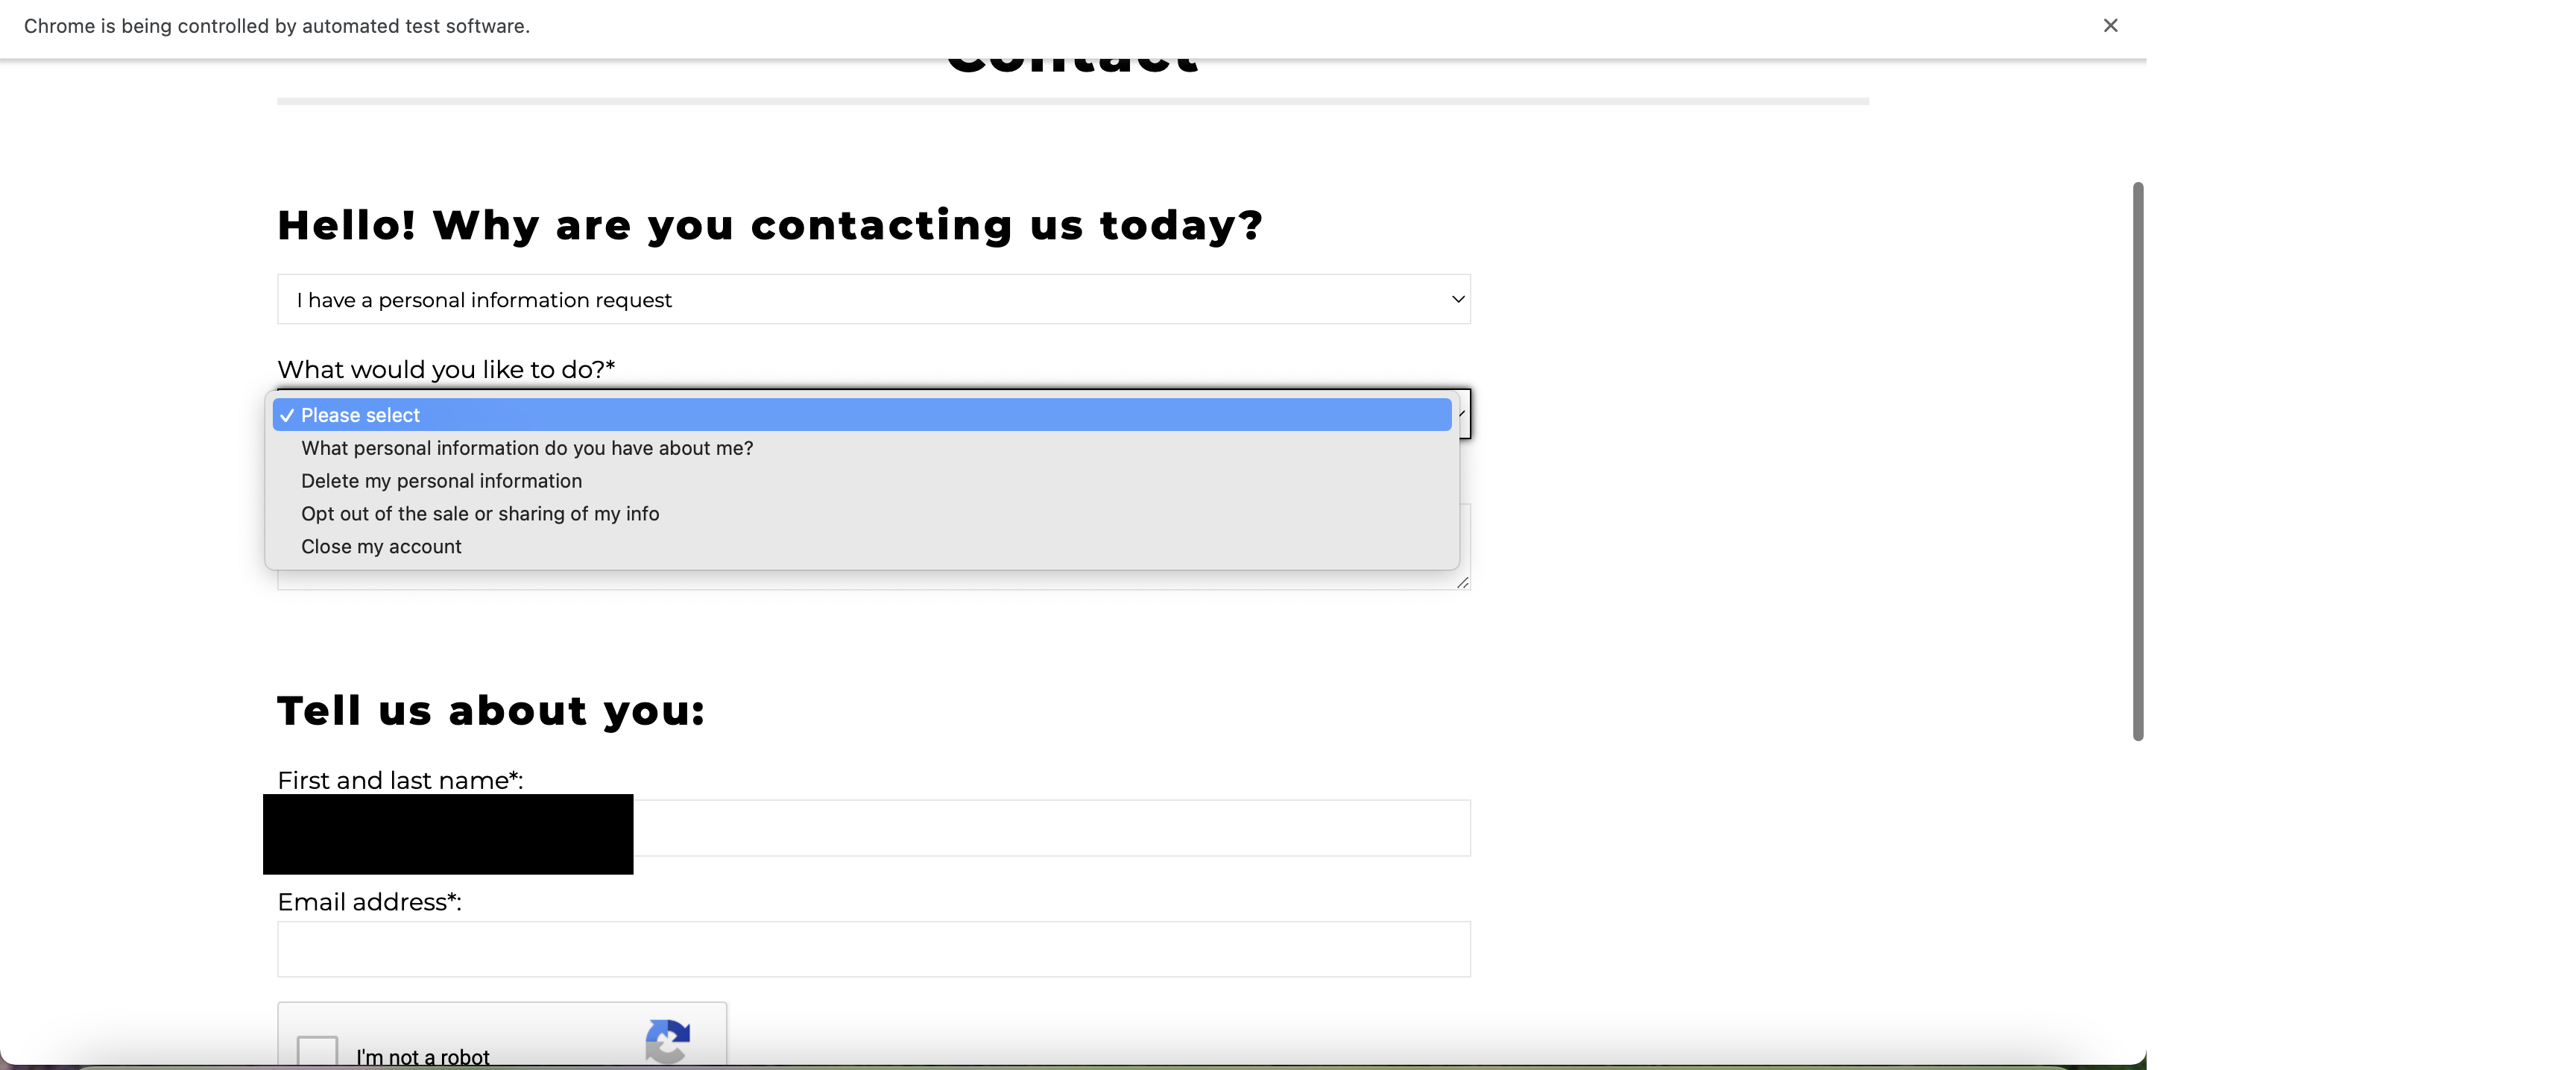 Chrome is being controlled by automated test software.
Contact
Hello! Why are you contacting us today?
I have a personal information request
What would you like to do?*
Please select
What personal information do you have about me?
Delete my personal information
Opt out of the sale or sharing of my info
Close my account
Tell us about you:
First and last name*:
Email address*:
I'm not a robot